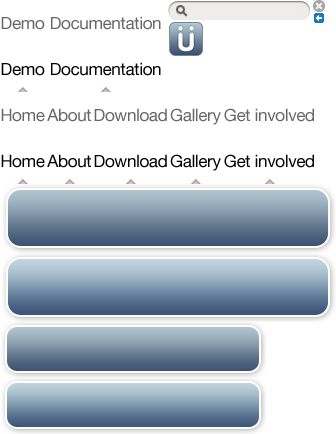 Demo Documentation
Ü
Demo Documentation
Home About Download Gallery Get involved
Home About Download Gallery Get involved